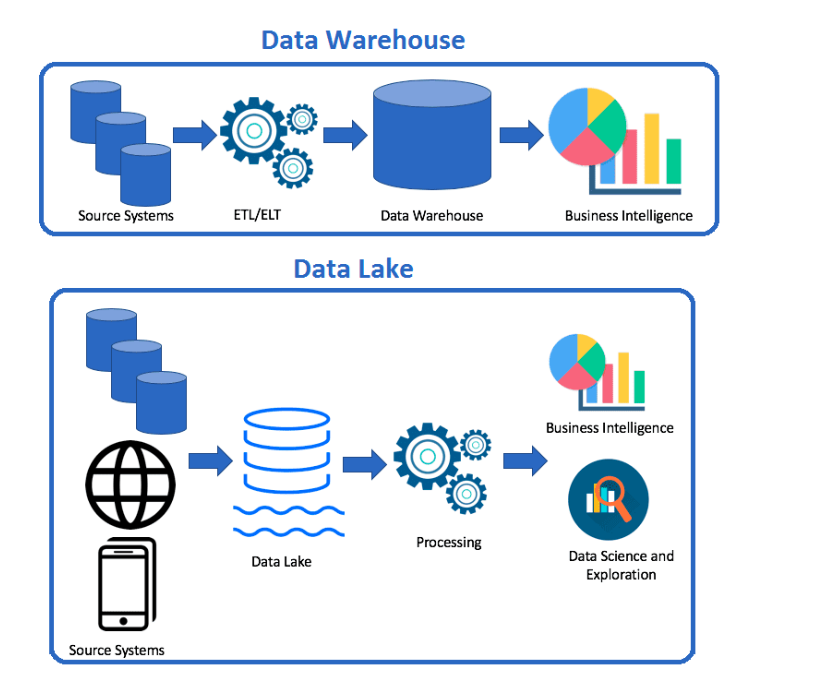 Data Warehouse
Source Systems
ETL/ELT
Data Warehouse
Business Intelligence
Data Lake
Business Intelligence
Data Lake
Processing
Data Science and
Exploration
Source Systems